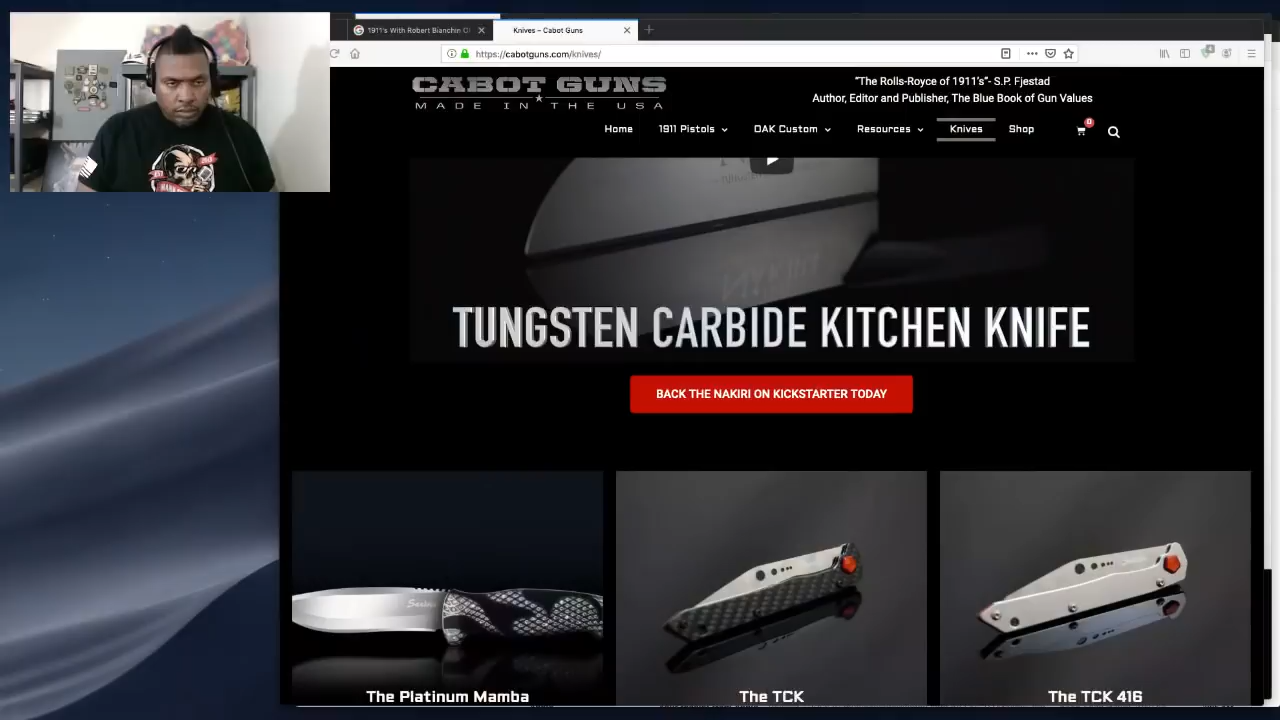 1911's With Robert Bianchin O
Knives – Cabot Guns
https://cabotguns.com/knives/
CABOT GUNS
MADE IN THE USA
"The Rolls-Royce of 1911's"- S.P. Fjestad
Author, Editor and Publisher, The Blue Book of Gun Values
Home
1911 Pistols
OAK Custom
Resources
Knives
Shop
0
TUNGSTEN CARBIDE KITCHEN KNIFE
BACK THE NAKIRI ON KICKSTARTER TODAY
The Platinum Mamba
The TCK
The TCK 416